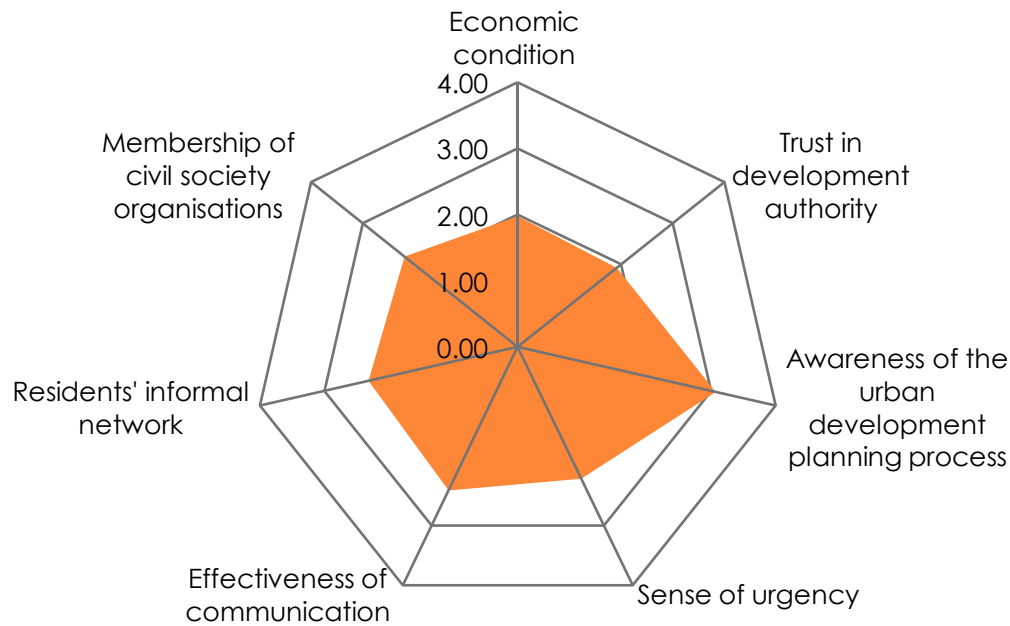 Economic
condition
4.00
3.00
2.00
1.00
0.00
Trust in
development
authority
Awareness of the
urban
development
planning process
Sense of urgency
Effectiveness of
communication
Residents' informal
network
Membership of
civil society
organisations